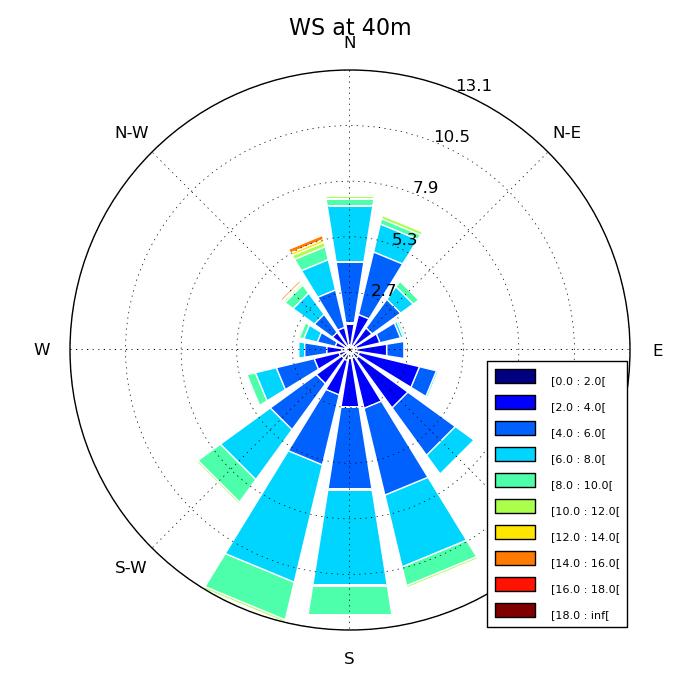 WS at 40m
N
13.1
N-W
N-E
10.5
7.9
5.3
2.7
W
E
[0.0 : 2.0[
[2.0 : 4.0[
[4.0 : 6.0[
[6.0 : 8.0[
[8.0 : 10.0[
[10.0 : 12.0[
[12.0 : 14.0[
[14.0 : 16.0[
[16.0 : 18.0[
[18.0 : inf[
S-W
S